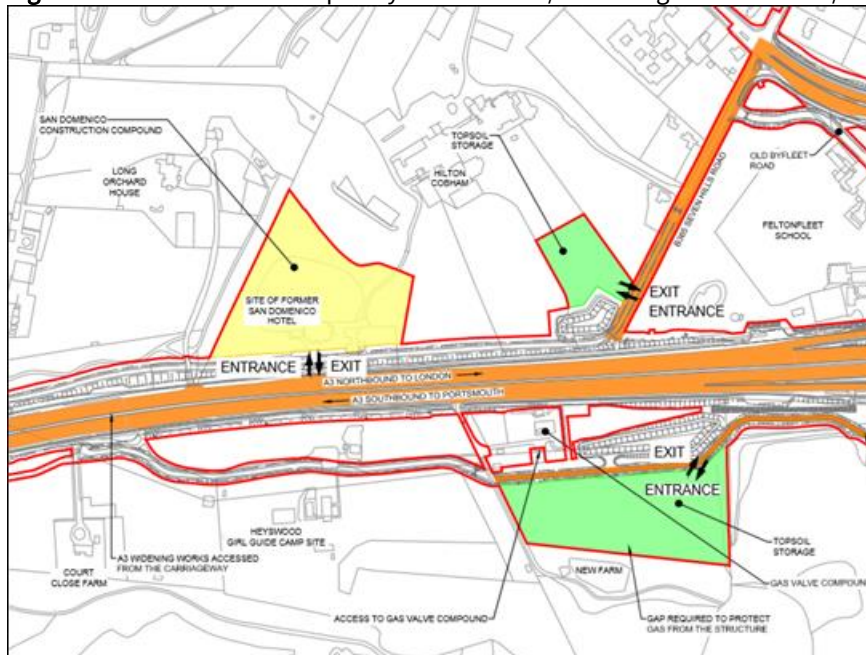 SAN DOMENICO
CONSTRUCTION COMPOUND
LONG
ORCHARD
HOUSE
TOPSOIL
STORAGE
HILTON
COBHAM
B365 SEVEN HILLS ROAD
OLD BYFLEET
ROAD
FELTONFLEET
SCHOOL
SITE OF FORMER
SAN DOMENICO
HOTEL
EXIT
ENTRANCE
ENTRANCE
EXIT
A3 NORTHBOUND TO LONDON
A3 SOUTHBOUND TO PORTSMOUTH
EXIT
ENTRANCE
HEYSWOOD
GIRL GUIDE CAMP SITE
COURT
CLOSE FARM
A3 WIDENING WORKS ACCESSED
FROM THE CARRIAGEWAY
TOPSOIL
STORAGE
NEW FARM
GAS VALVE COMPOUN
ACCESS TO GAS VALVE COMPOUND
GAP REQUIRED TO PROTECT
GAS FROM THE STRUCTURE